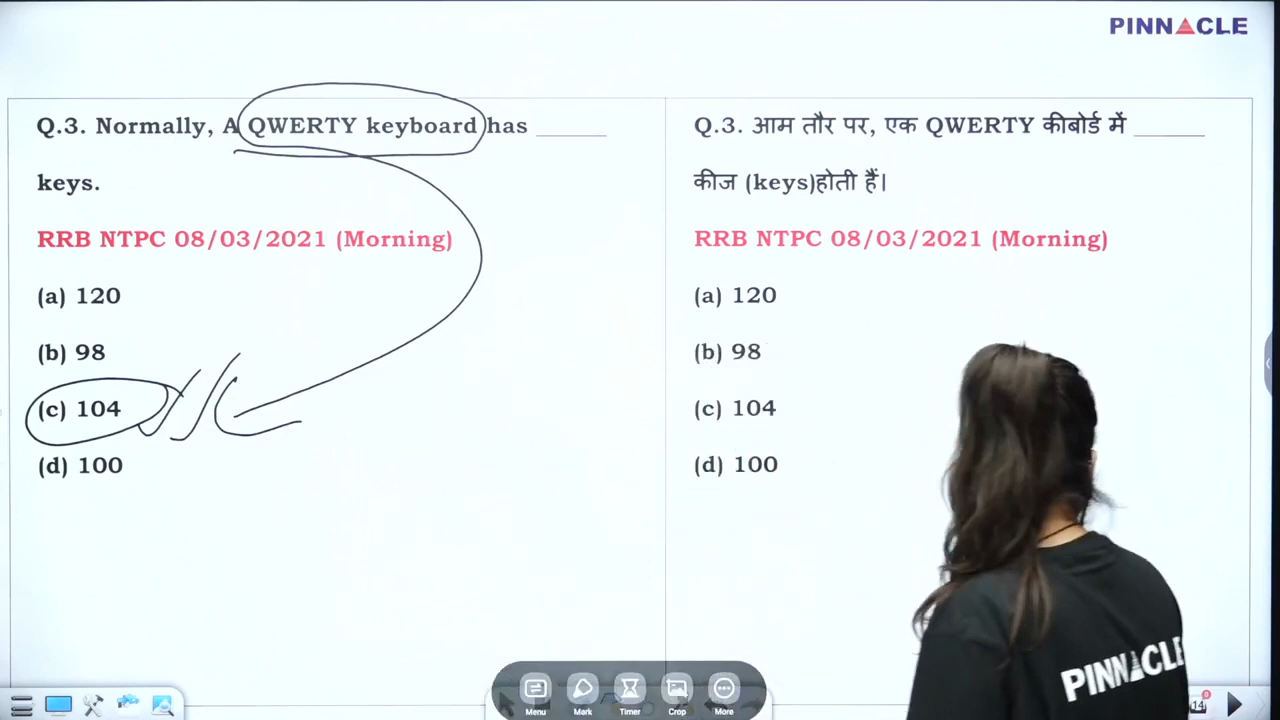 PINNACLE
Q.3. Normally, A QWERTY keyboard has ______
keys.
RRB NTPC 08/03/2021 (Morning)
(a) 120
(b) 98
(c) 104
(d) 100
Q.3. आम तौर पर, एक QWERTY कीबोर्ड में ______
कीज (keys)होती हैं।
RRB NTPC 08/03/2021 (Morning)
(a) 120
(b) 98
(c) 104
(d) 100
PINNACLE
Menu Mark Timer Crop More
14
0